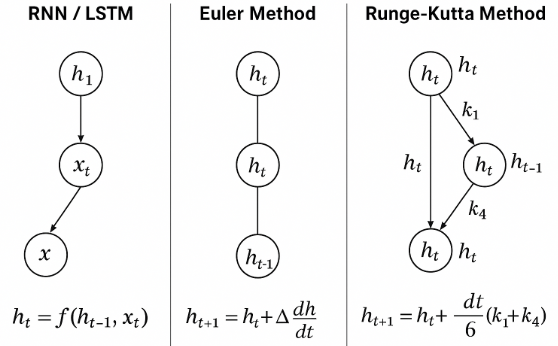 RNN / LSTM
h₁
xₜ
x
hₜ = f(hₜ₋₁, xₜ)
Euler Method
hₜ
hₜ
hₜ₋₁
hₜ₊₁ = hₜ + Δ dh/dt
Runge-Kutta Method
hₜ hₜ
k₁
hₜ
hₜ hₜ₋₁
k₄
hₜ hₜ
hₜ₊₁ = hₜ + dt/6 (k₁+k₄)